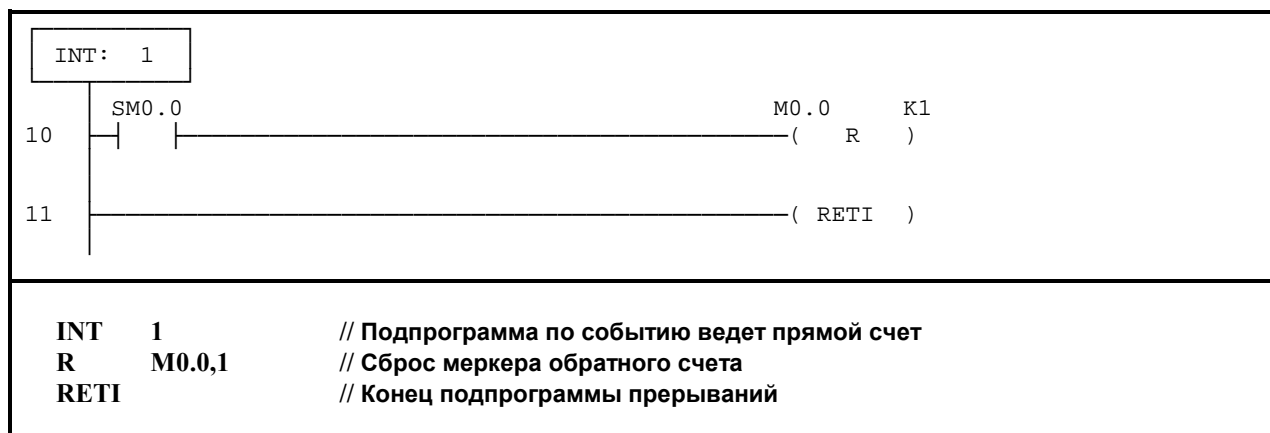 INT: 1
SM0.0 M0.0 K1
10 ( R )
11 ( RETI )
INT 1 // Подпрограмма по событию ведет прямой счет
R M0.0,1 // Сброс меркера обратного счета
RETI // Конец подпрограммы прерываний